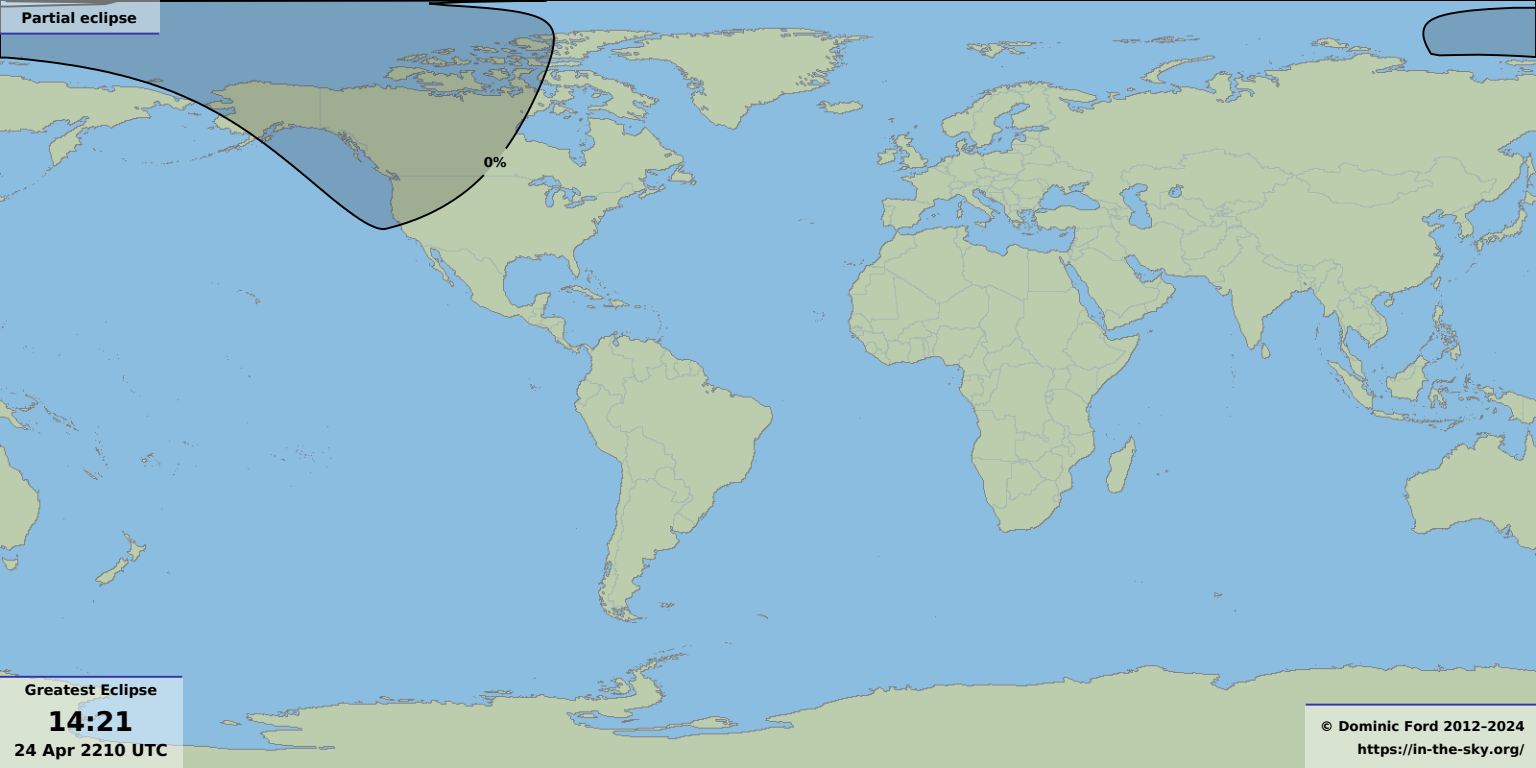 Partial eclipse
0%
Greatest Eclipse
14:21
24 Apr 2210 UTC
© Dominic Ford 2012–2024
https://in-the-sky.org/